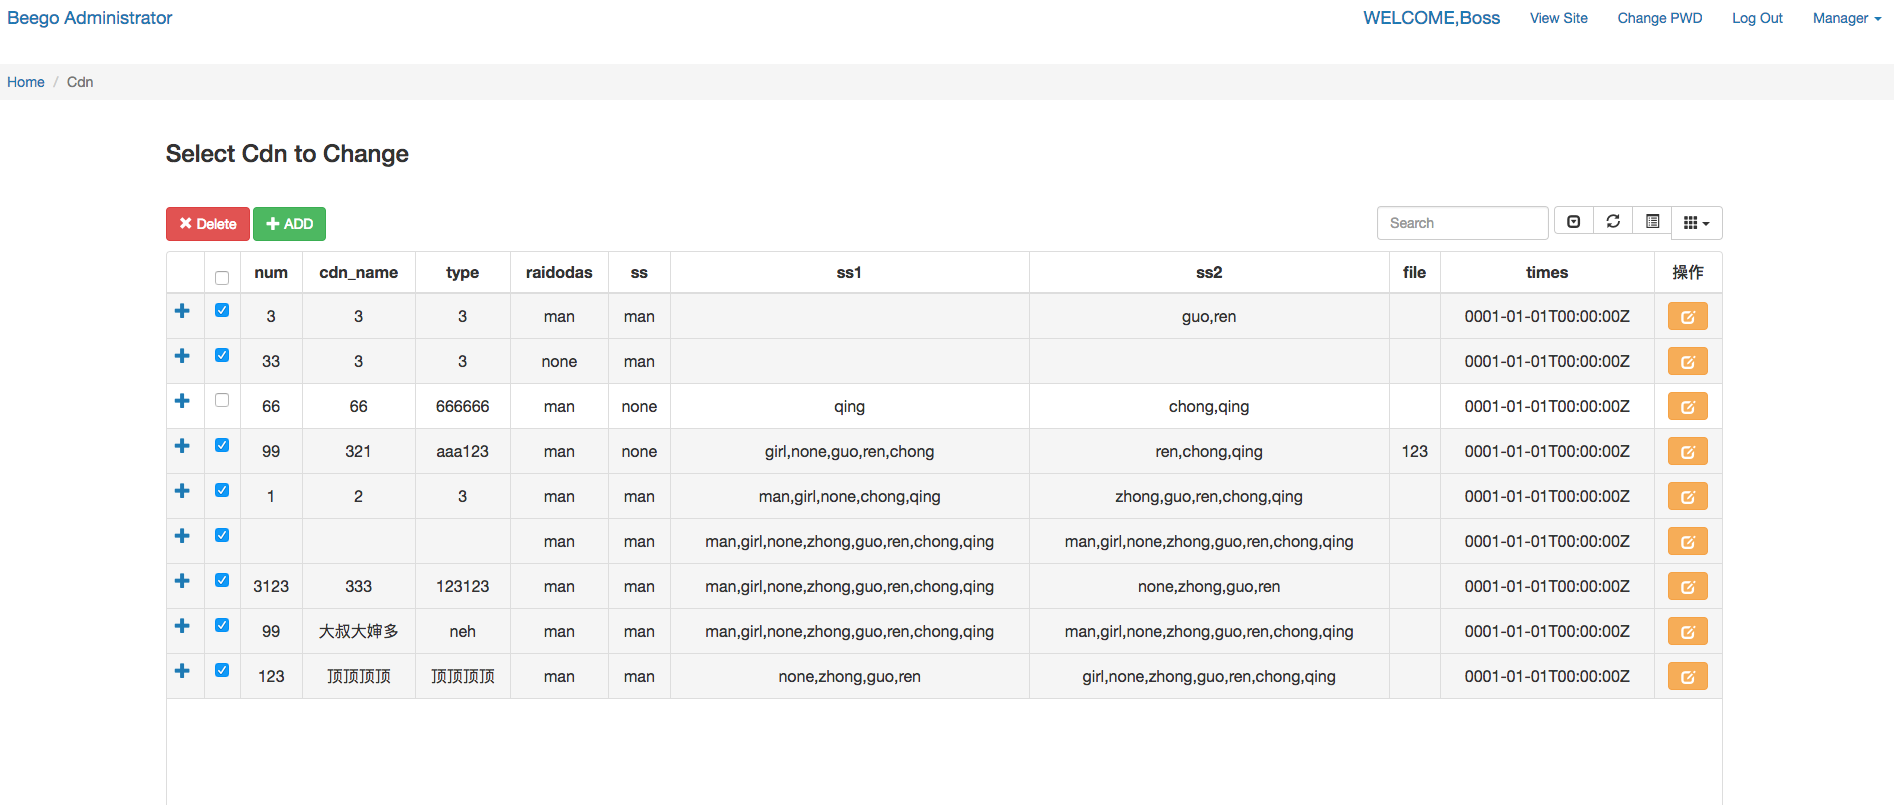 Beego Administrator WELCOME,Boss View Site Change PWD Log Out Manager
Home / Cdn
Select Cdn to Change
Delete ADD Search
num cdn_name type raidodas ss ss1 ss2 file times 操作
3 3 3 man man guo,ren 0001-01-01T00:00:00Z
33 3 3 none man 0001-01-01T00:00:00Z
66 66 666666 man none qing chong,qing 0001-01-01T00:00:00Z
99 321 aaa123 man none girl,none,guo,ren,chong ren,chong,qing 123 0001-01-01T00:00:00Z
1 2 3 man man man,girl,none,chong,qing zhong,guo,ren,chong,qing 0001-01-01T00:00:00Z
man man man,girl,none,zhong,guo,ren,chong,qing man,girl,none,zhong,guo,ren,chong,qing 0001-01-01T00:00:00Z
3123 333 123123 man man man,girl,none,zhong,guo,ren,chong,qing none,zhong,guo,ren 0001-01-01T00:00:00Z
99 大叔大婶多 neh man man man,girl,none,zhong,guo,ren,chong,qing man,girl,none,zhong,guo,ren,chong,qing 0001-01-01T00:00:00Z
123 顶顶顶顶 顶顶顶顶 man man none,zhong,guo,ren girl,none,zhong,guo,ren,chong,qing 0001-01-01T00:00:00Z